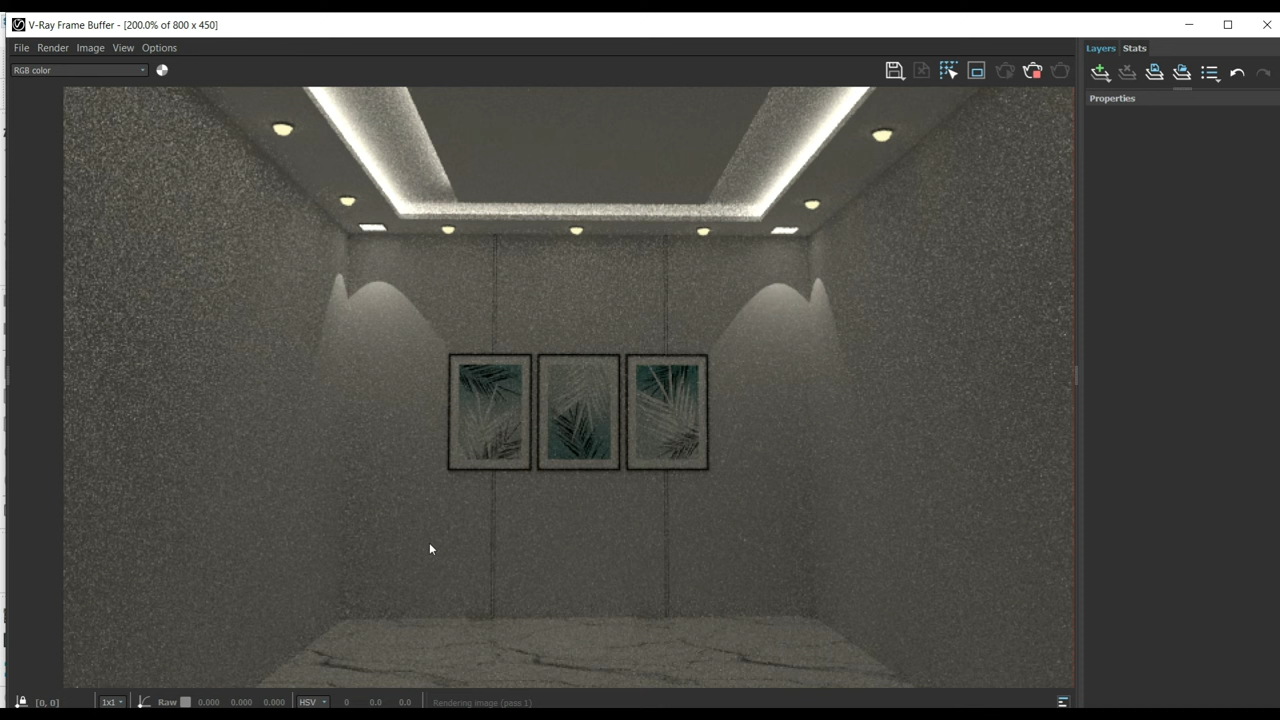 V-Ray Frame Buffer - [200.0% of 800 x 450]
File Render Image View Options
Layers Stats
RGB color
Properties
[0, 0] 1x1 Raw 0.000 0.000 0.000 HSV 0 0.0 0.0 Rendering image (pass 1)